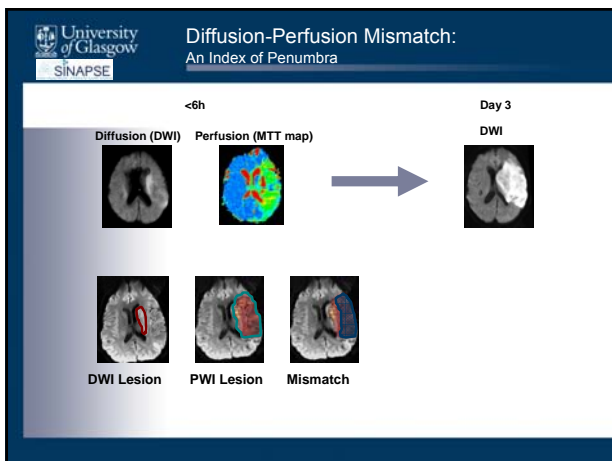 University
of Glasgow
SINAPSE
Diffusion-Perfusion Mismatch:
An Index of Penumbra
<6h
Day 3
Diffusion (DWI)
Perfusion (MTT map)
DWI
DWI Lesion
PWI Lesion
Mismatch